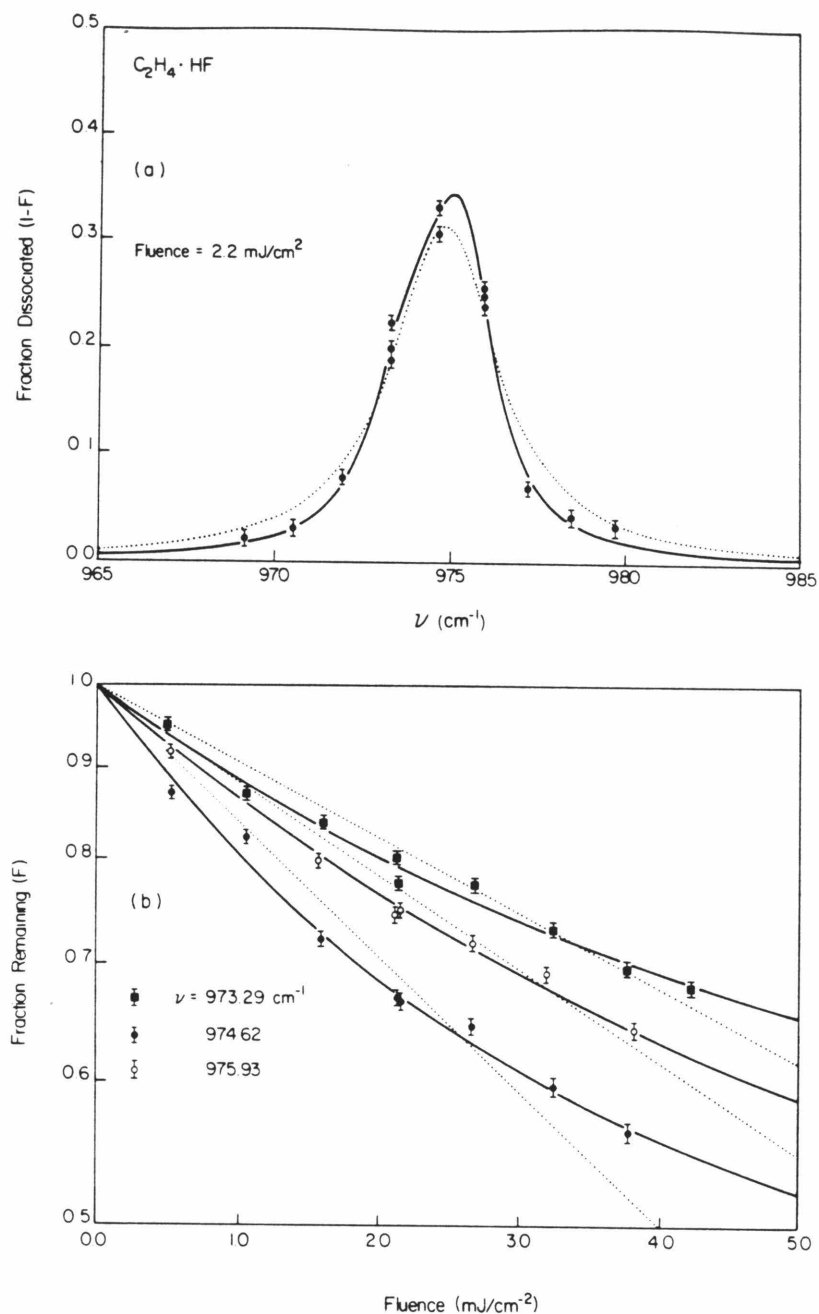 0.5
C₂H₄· HF
0.4
(a)
0.3
Fluence = 2.2 mJ/cm²
0.2
0.1
0.0
Fraction Dissociated (1-F)
965 970 975 980 985
ν (cm⁻¹)
1.0
0.9
0.8
(b)
0.7
ν = 973.29 cm⁻¹
974.62
975.93
0.6
0.5
Fraction Remaining (F)
0.0 1.0 2.0 3.0 4.0 5.0
Fluence (mJ/cm⁻²)